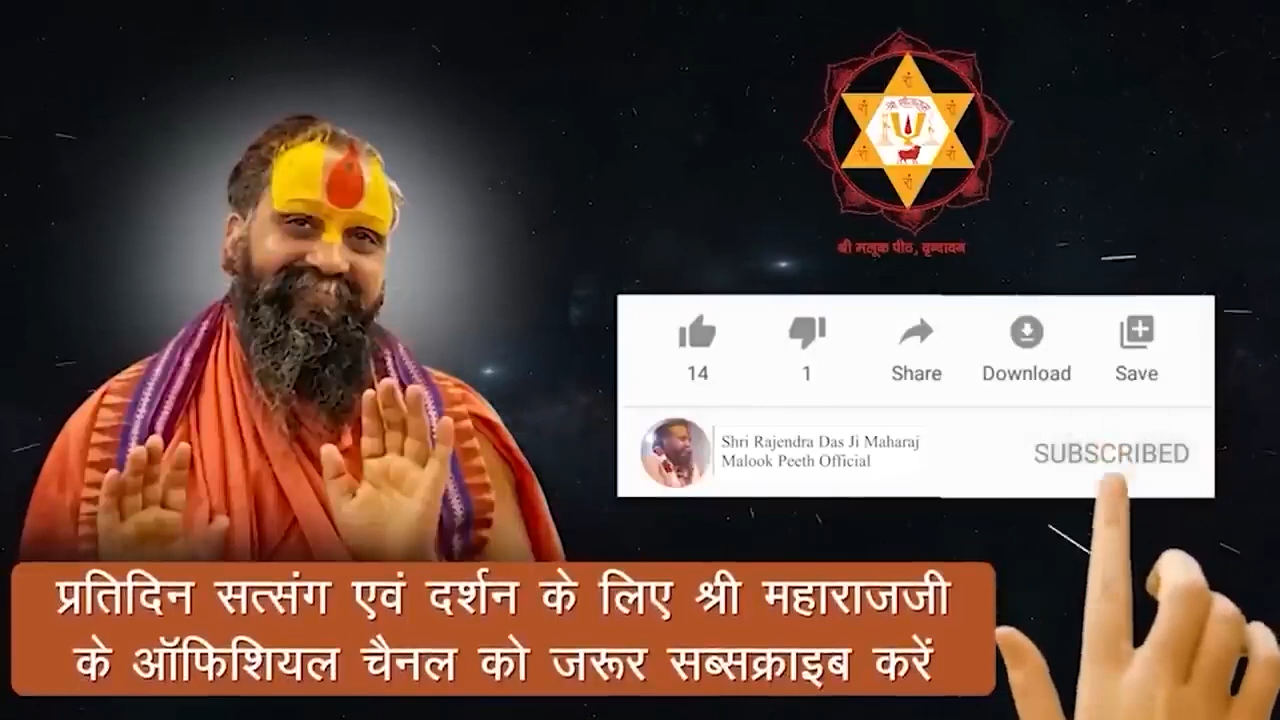 रां
रां
रां
रां
रां
रां
श्री मलूक पीठ, वृन्दावन
14
1
Share
Download
Save
Shri Rajendra Das Ji Maharaj
Malook Peeth Official
SUBSCRIBED
प्रतिदिन सत्संग एवं दर्शन के लिए श्री महाराजजी
के ऑफिशियल चैनल को जरूर सब्सक्राइब करें